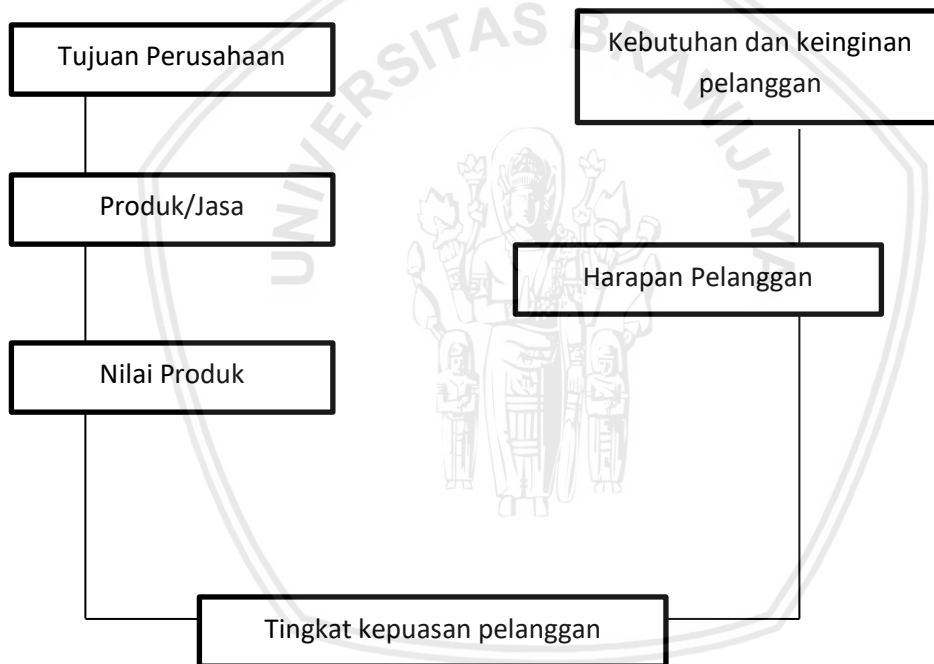 UNIVERSITAS BRAWIJAYA
Tujuan Perusahaan
Kebutuhan dan keinginan
pelanggan
Produk/Jasa
Harapan Pelanggan
Nilai Produk
Tingkat kepuasan pelanggan